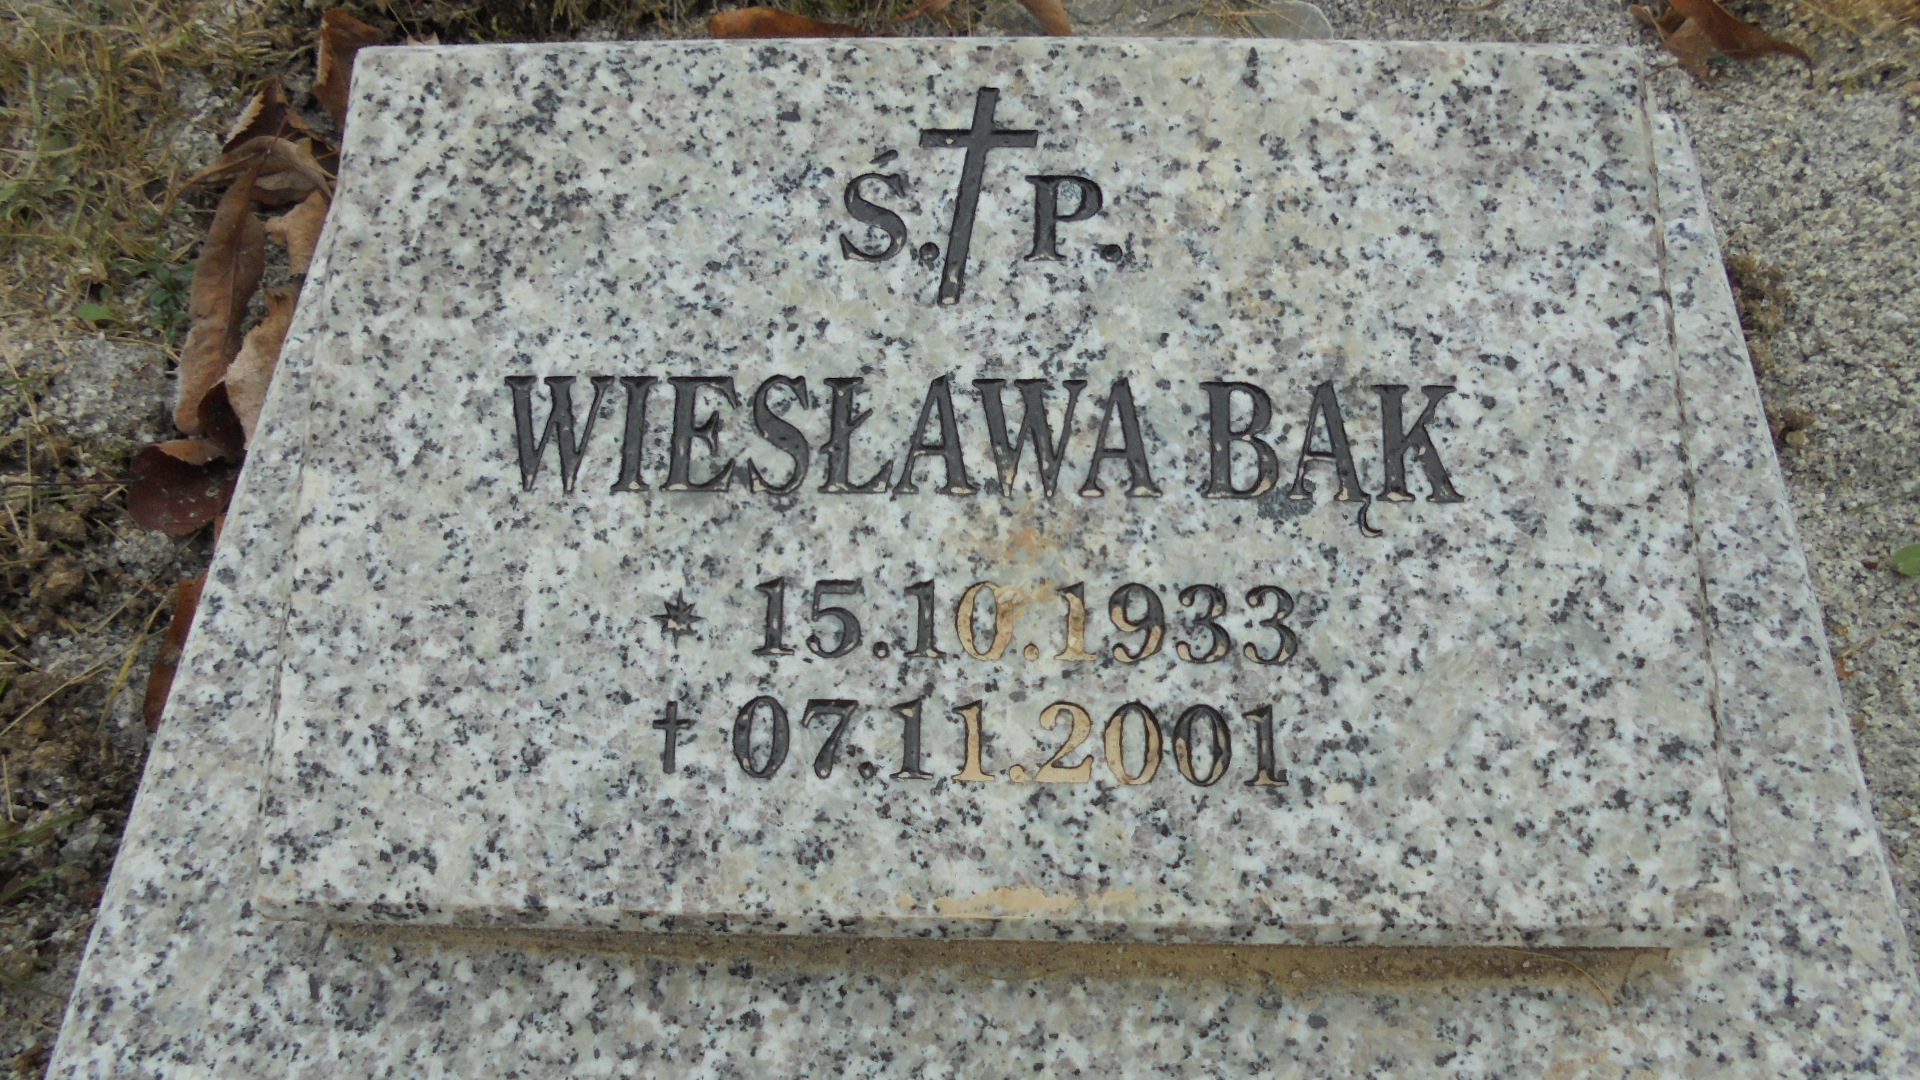 Ś. P.
WIESŁAWA BĄK
* 15.10.1933
† 07.11.2001